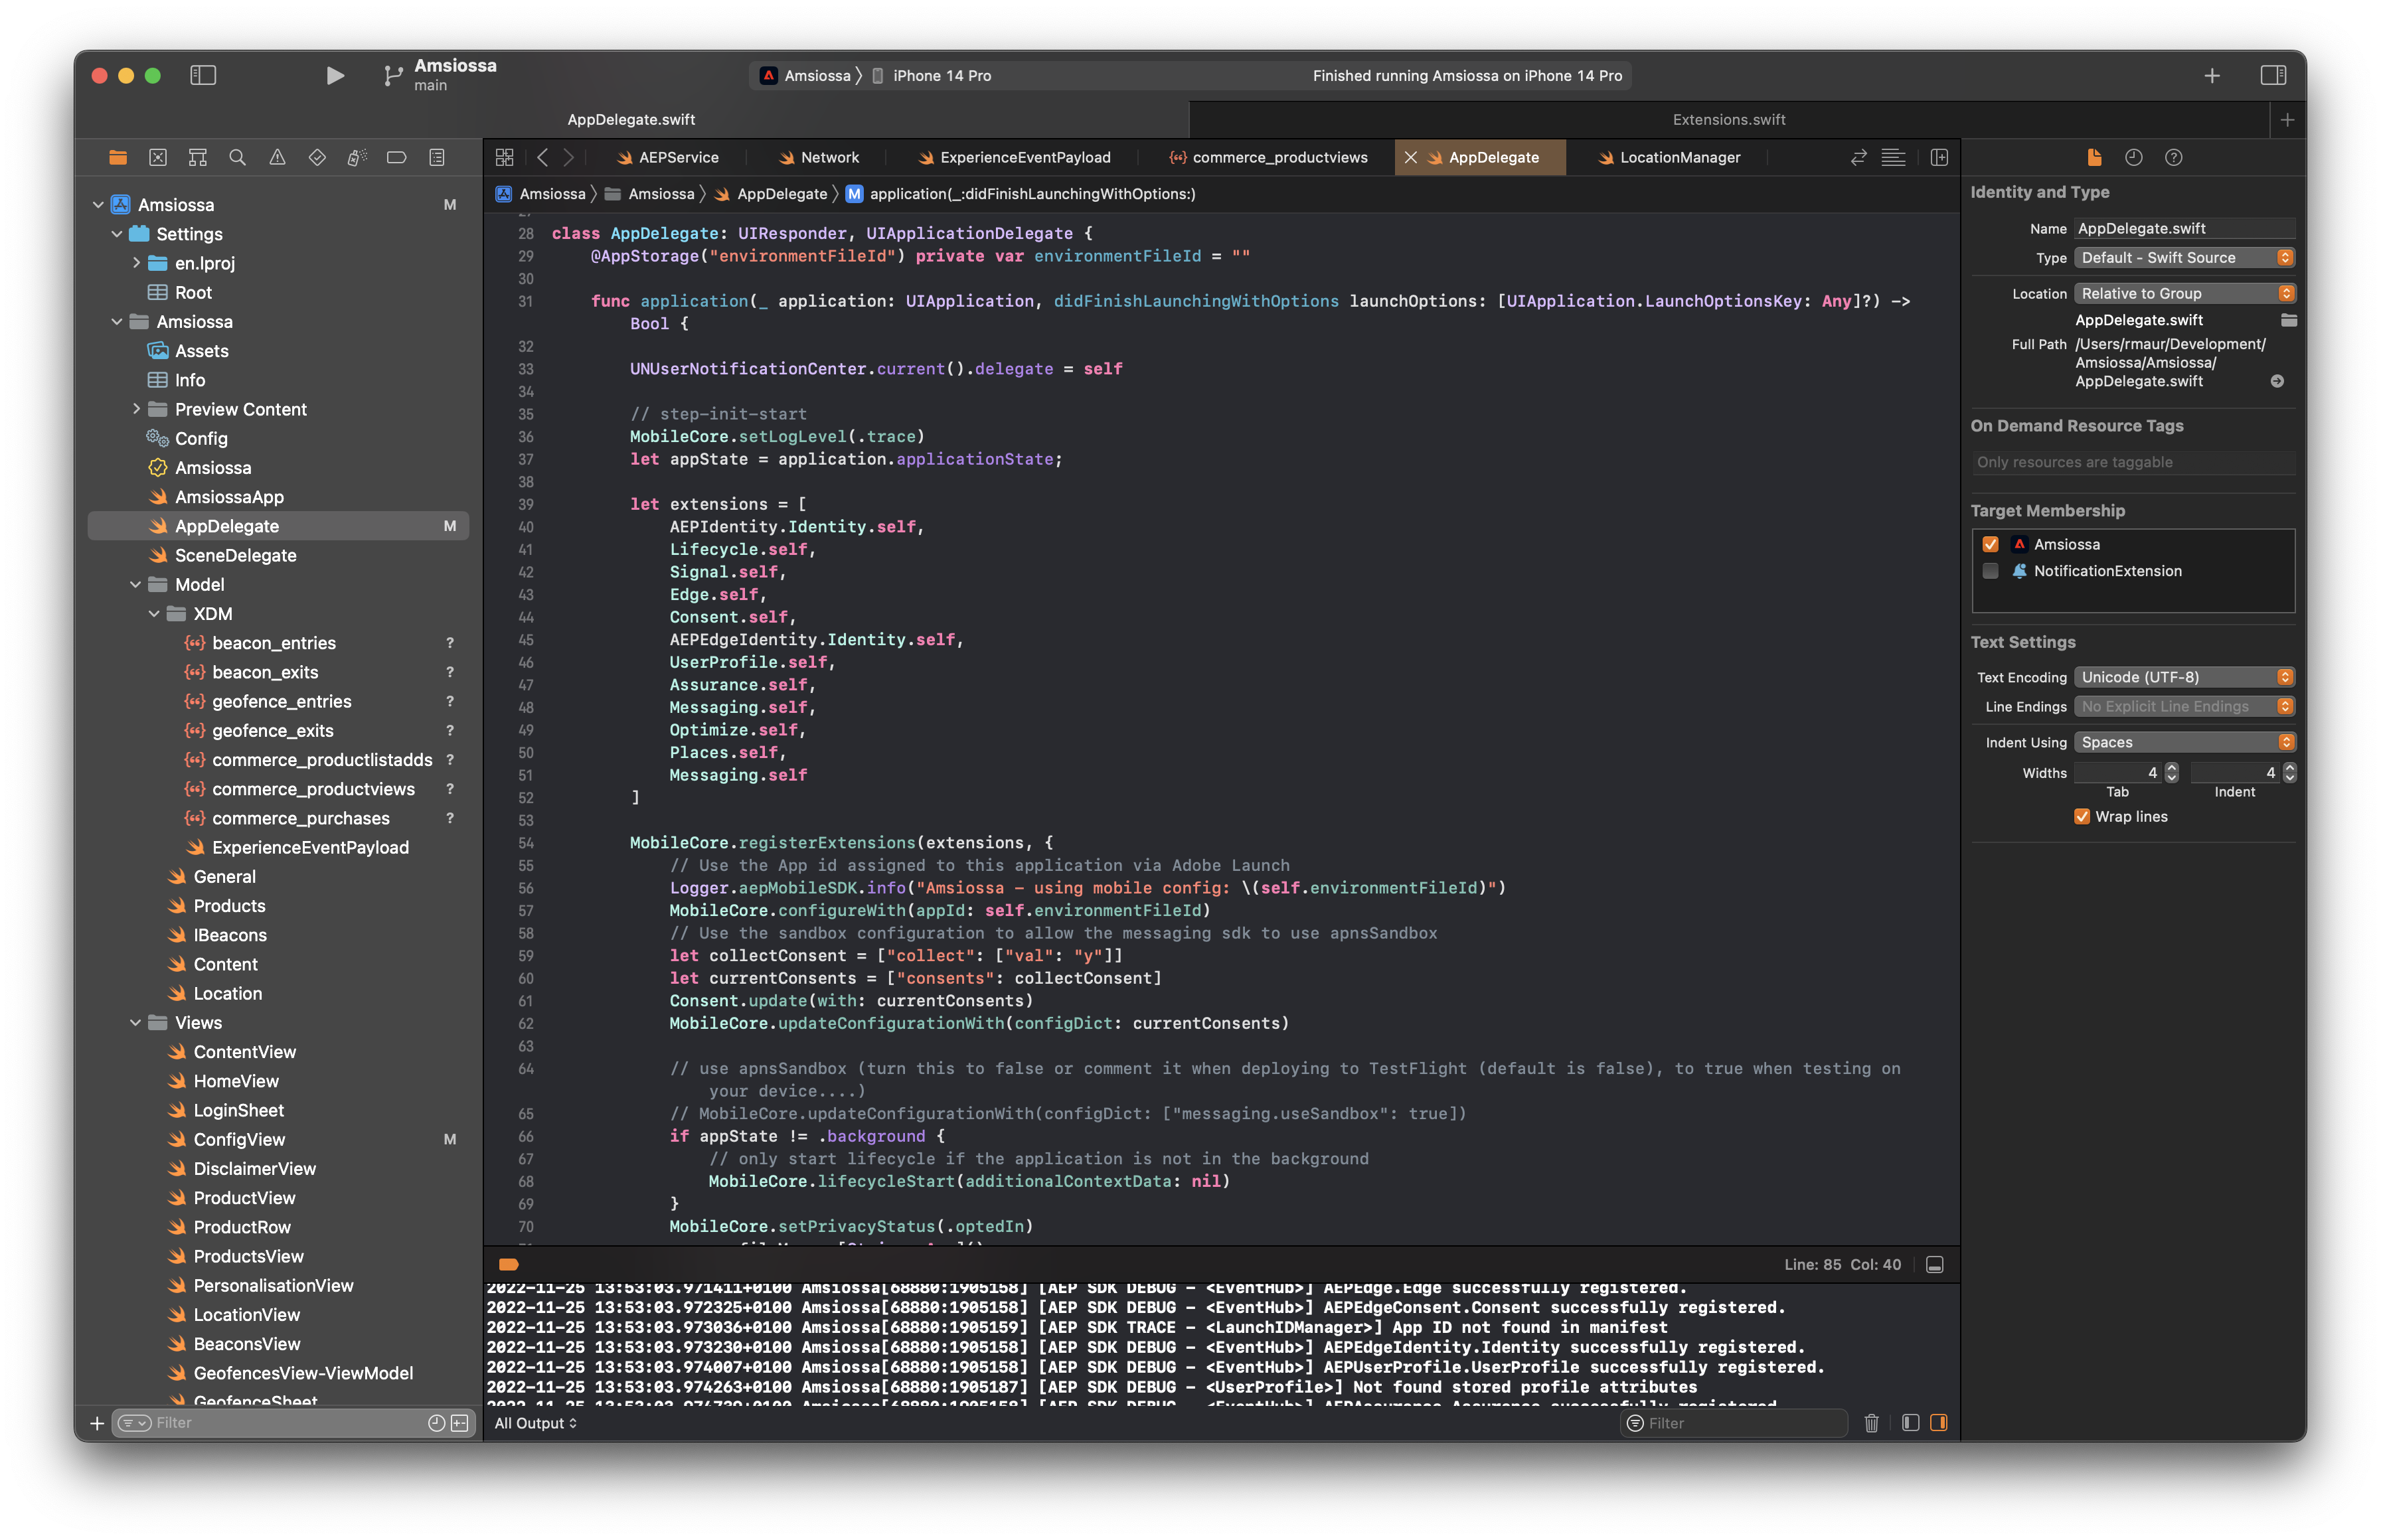 Amsiossa
main
Amsiossa
iPhone 14 Pro
Finished running Amsiossa on iPhone 14 Pro
AppDelegate.swift
Extensions.swift
Amsiossa M
Settings
en.lproj
Root
Amsiossa
Assets
Info
Preview Content
Config
Amsiossa
AmsiossaApp
AppDelegate M
SceneDelegate
Model
XDM
beacon_entries ?
beacon_exits ?
geofence_entries ?
geofence_exits ?
commerce_productlistadds ?
commerce_productviews ?
commerce_purchases ?
ExperienceEventPayload
General
Products
IBeacons
Content
Location
Views
ContentView
HomeView
LoginSheet
ConfigView M
DisclaimerView
ProductView
ProductRow
ProductsView
PersonalisationView
LocationView
BeaconsView
GeofencesView-ViewModel
GeofenceSheet
Filter
AEPService
Network
ExperienceEventPayload
commerce_productviews
AppDelegate
LocationManager
Amsiossa
Amsiossa
AppDelegate
M application(_:didFinishLaunchingWithOptions:)
28 class AppDelegate: UIResponder, UIApplicationDelegate {
29 @AppStorage("environmentFileId") private var environmentFileId = ""
30
31 func application(_ application: UIApplication, didFinishLaunchingWithOptions launchOptions: [UIApplication.LaunchOptionsKey: Any]?) ->
Bool {
32
33 UNUserNotificationCenter.current().delegate = self
34
35 // step-init-start
36 MobileCore.setLogLevel(.trace)
37 let appState = application.applicationState;
38
39 let extensions = [
40 AEPIdentity.Identity.self,
41 Lifecycle.self,
42 Signal.self,
43 Edge.self,
44 Consent.self,
45 AEPEdgeIdentity.Identity.self,
46 UserProfile.self,
47 Assurance.self,
48 Messaging.self,
49 Optimize.self,
50 Places.self,
51 Messaging.self
52 ]
53
54 MobileCore.registerExtensions(extensions, {
55 // Use the App id assigned to this application via Adobe Launch
56 Logger.aepMobileSDK.info("Amsiossa - using mobile config: \(self.environmentFileId)")
57 MobileCore.configureWith(appId: self.environmentFileId)
58 // Use the sandbox configuration to allow the messaging sdk to use apnsSandbox
59 let collectConsent = ["collect": ["val": "y"]]
60 let currentConsents = ["consents": collectConsent]
61 Consent.update(with: currentConsents)
62 MobileCore.updateConfigurationWith(configDict: currentConsents)
63
64 // use apnsSandbox (turn this to false or comment it when deploying to TestFlight (default is false), to true when testing on
your device....)
65 // MobileCore.updateConfigurationWith(configDict: ["messaging.useSandbox": true])
66 if appState != .background {
67 // only start lifecycle if the application is not in the background
68 MobileCore.lifecycleStart(additionalContextData: nil)
69 }
70 MobileCore.setPrivacyStatus(.optedIn)
Line: 85 Col: 40
2022-11-25 13:53:03.971411+0100 Amsiossa[68880:1905158] [AEP SDK DEBUG - <EventHub>] AEPEdge.Edge successfully registered.
2022-11-25 13:53:03.972325+0100 Amsiossa[68880:1905158] [AEP SDK DEBUG - <EventHub>] AEPEdgeConsent.Consent successfully registered.
2022-11-25 13:53:03.973036+0100 Amsiossa[68880:1905159] [AEP SDK TRACE - <LaunchIDManager>] App ID not found in manifest
2022-11-25 13:53:03.973230+0100 Amsiossa[68880:1905158] [AEP SDK DEBUG - <EventHub>] AEPEdgeIdentity.Identity successfully registered.
2022-11-25 13:53:03.974007+0100 Amsiossa[68880:1905158] [AEP SDK DEBUG - <EventHub>] AEPUserProfile.UserProfile successfully registered.
2022-11-25 13:53:03.974263+0100 Amsiossa[68880:1905187] [AEP SDK DEBUG - <UserProfile>] Not found stored profile attributes
All Output
Filter
Identity and Type
Name AppDelegate.swift
Type Default - Swift Source
Location Relative to Group
AppDelegate.swift
Full Path /Users/rmaur/Development/
Amsiossa/Amsiossa/
AppDelegate.swift
On Demand Resource Tags
Only resources are taggable
Target Membership
Amsiossa
NotificationExtension
Text Settings
Text Encoding Unicode (UTF-8)
Line Endings No Explicit Line Endings
Indent Using Spaces
Widths 4 4
Tab Indent
Wrap lines